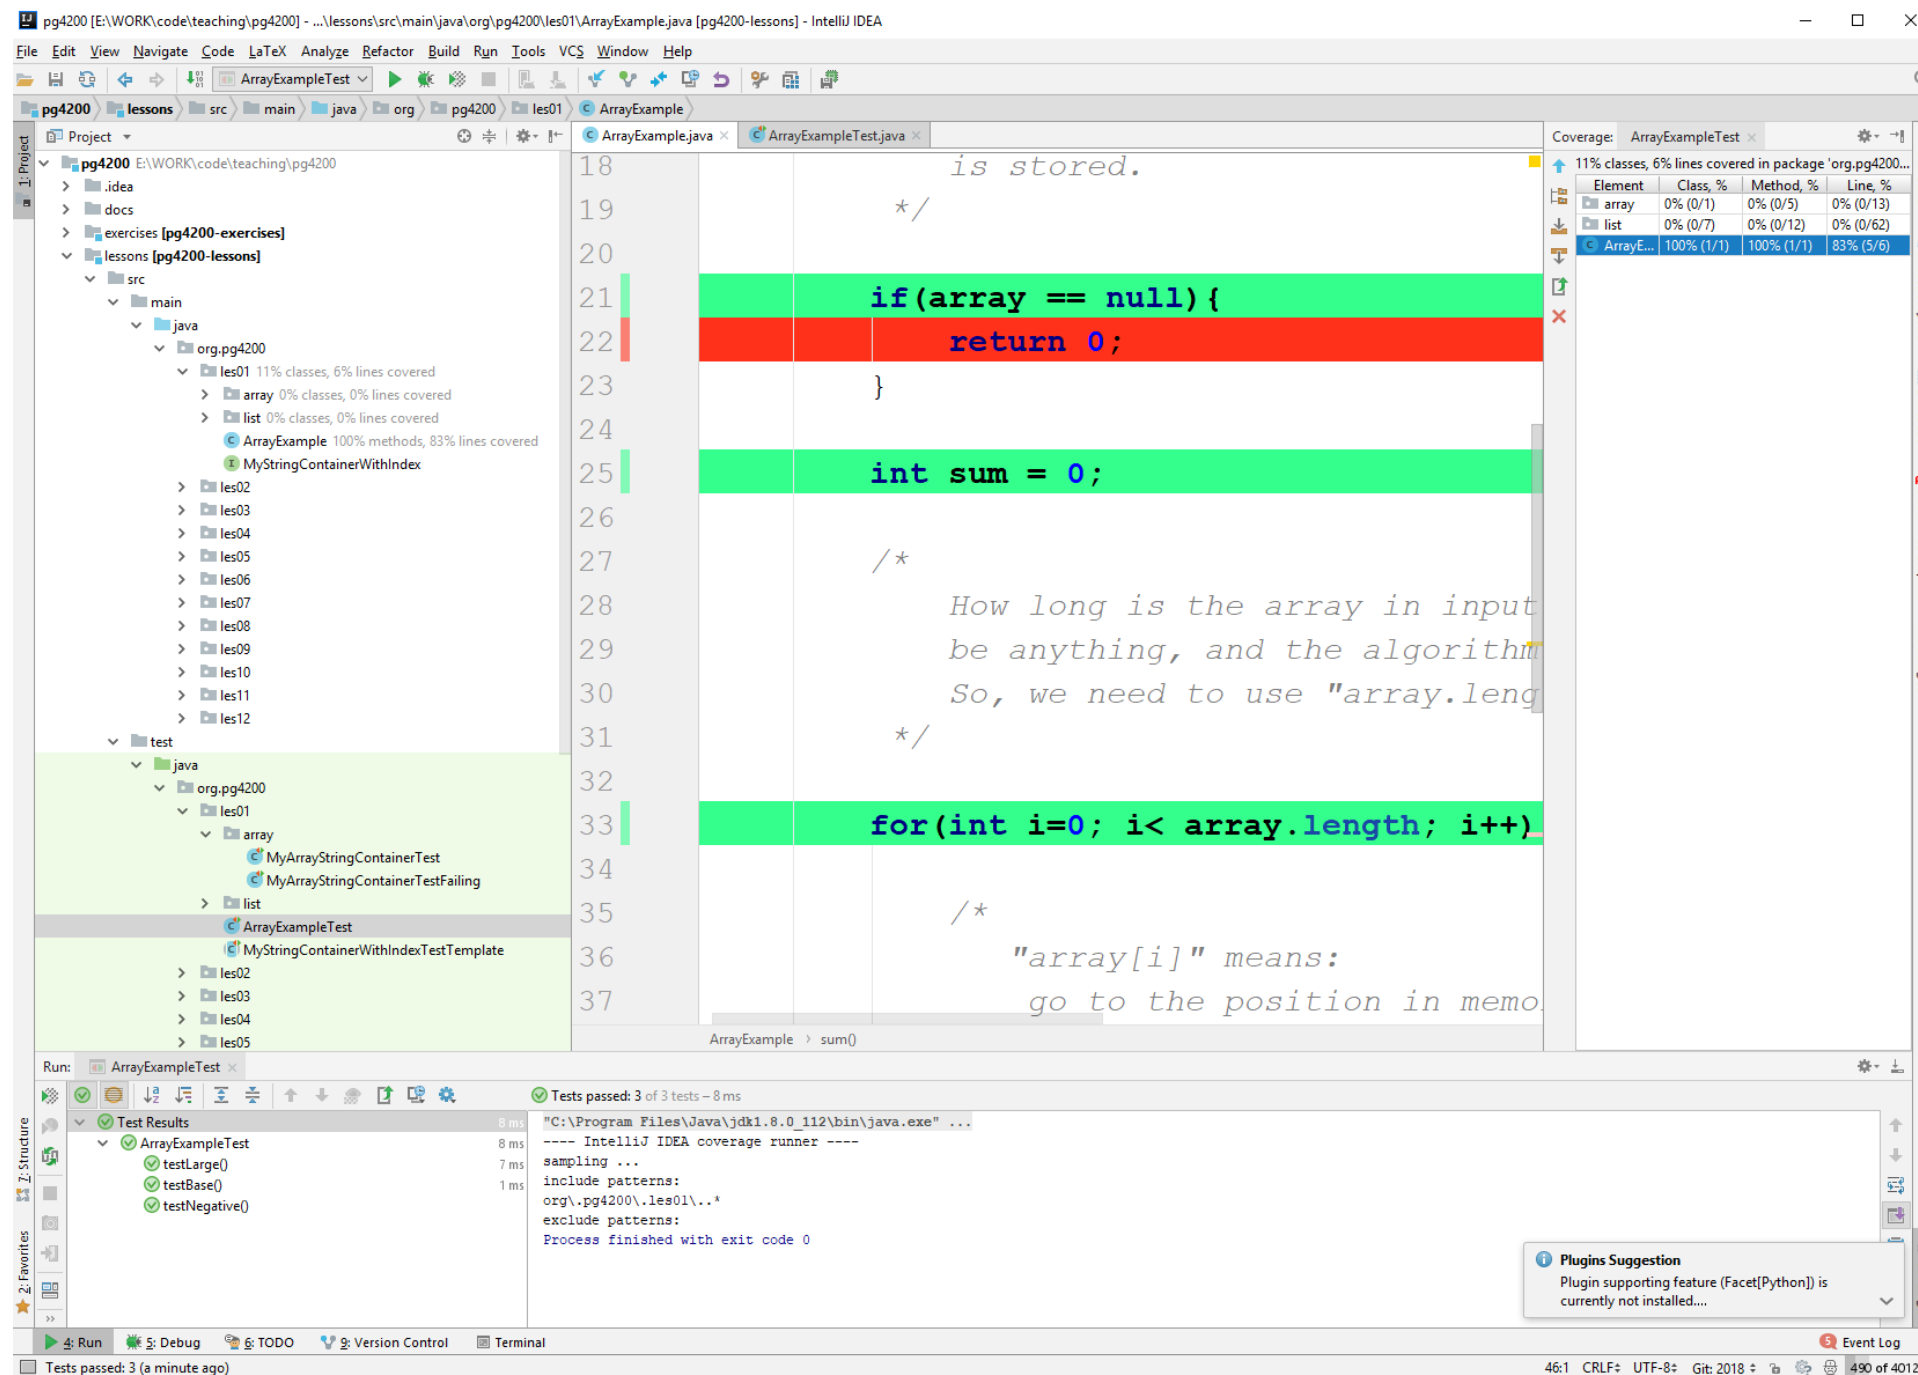 pg4200 [E:\WORK\code\teaching\pg4200] - ...\lessons\src\main\java\org\pg4200\les01\ArrayExample.java [pg4200-lessons] - IntelliJ IDEA
File Edit View Navigate Code LaTeX Analyze Refactor Build Run Tools VCS Window Help
ArrayExampleTest
pg4200 lessons src main java org pg4200 les01 ArrayExample
1: Project
Project
pg4200 E:\WORK\code\teaching\pg4200
.idea
docs
exercises [pg4200-exercises]
lessons [pg4200-lessons]
src
main
java
org.pg4200
les01 11% classes, 6% lines covered
array 0% classes, 0% lines covered
list 0% classes, 0% lines covered
ArrayExample 100% methods, 83% lines covered
MyStringContainerWithIndex
les02
les03
les04
les05
les06
les07
les08
les09
les10
les11
les12
test
java
org.pg4200
les01
array
MyArrayStringContainerTest
MyArrayStringContainerTestFailing
list
ArrayExampleTest
MyStringContainerWithIndexTestTemplate
les02
les03
les04
les05
ArrayExample.java ArrayExampleTest.java
18 is stored.
19 */
20
21 if(array == null){
22 return 0;
23 }
24
25 int sum = 0;
26
27 /*
28 How long is the array in input
29 be anything, and the algorithm
30 So, we need to use "array.leng
31 */
32
33 for(int i=0; i< array.length; i++)
34
35 /*
36 "array[i]" means:
37 go to the position in memo
ArrayExample > sum()
Coverage: ArrayExampleTest
11% classes, 6% lines covered in package 'org.pg4200...
Element Class, % Method, % Line, %
array 0% (0/1) 0% (0/5) 0% (0/13)
list 0% (0/7) 0% (0/12) 0% (0/62)
ArrayE... 100% (1/1) 100% (1/1) 83% (5/6)
Run: ArrayExampleTest
Tests passed: 3 of 3 tests – 8 ms
Test Results 8 ms
ArrayExampleTest 8 ms
testLarge() 7 ms
testBase() 1 ms
testNegative()
"C:\Program Files\Java\jdk1.8.0_112\bin\java.exe" ...
---- IntelliJ IDEA coverage runner ----
sampling ...
include patterns:
org\.pg4200\.les01\..*
exclude patterns:
Process finished with exit code 0
7: Structure
2: Favorites
Plugins Suggestion
Plugin supporting feature (Facet[Python]) is
currently not installed....
4: Run 5: Debug 6: TODO 9: Version Control Terminal 5 Event Log
Tests passed: 3 (a minute ago) 46:1 CRLF UTF-8 Git: 2018 490 of 4012